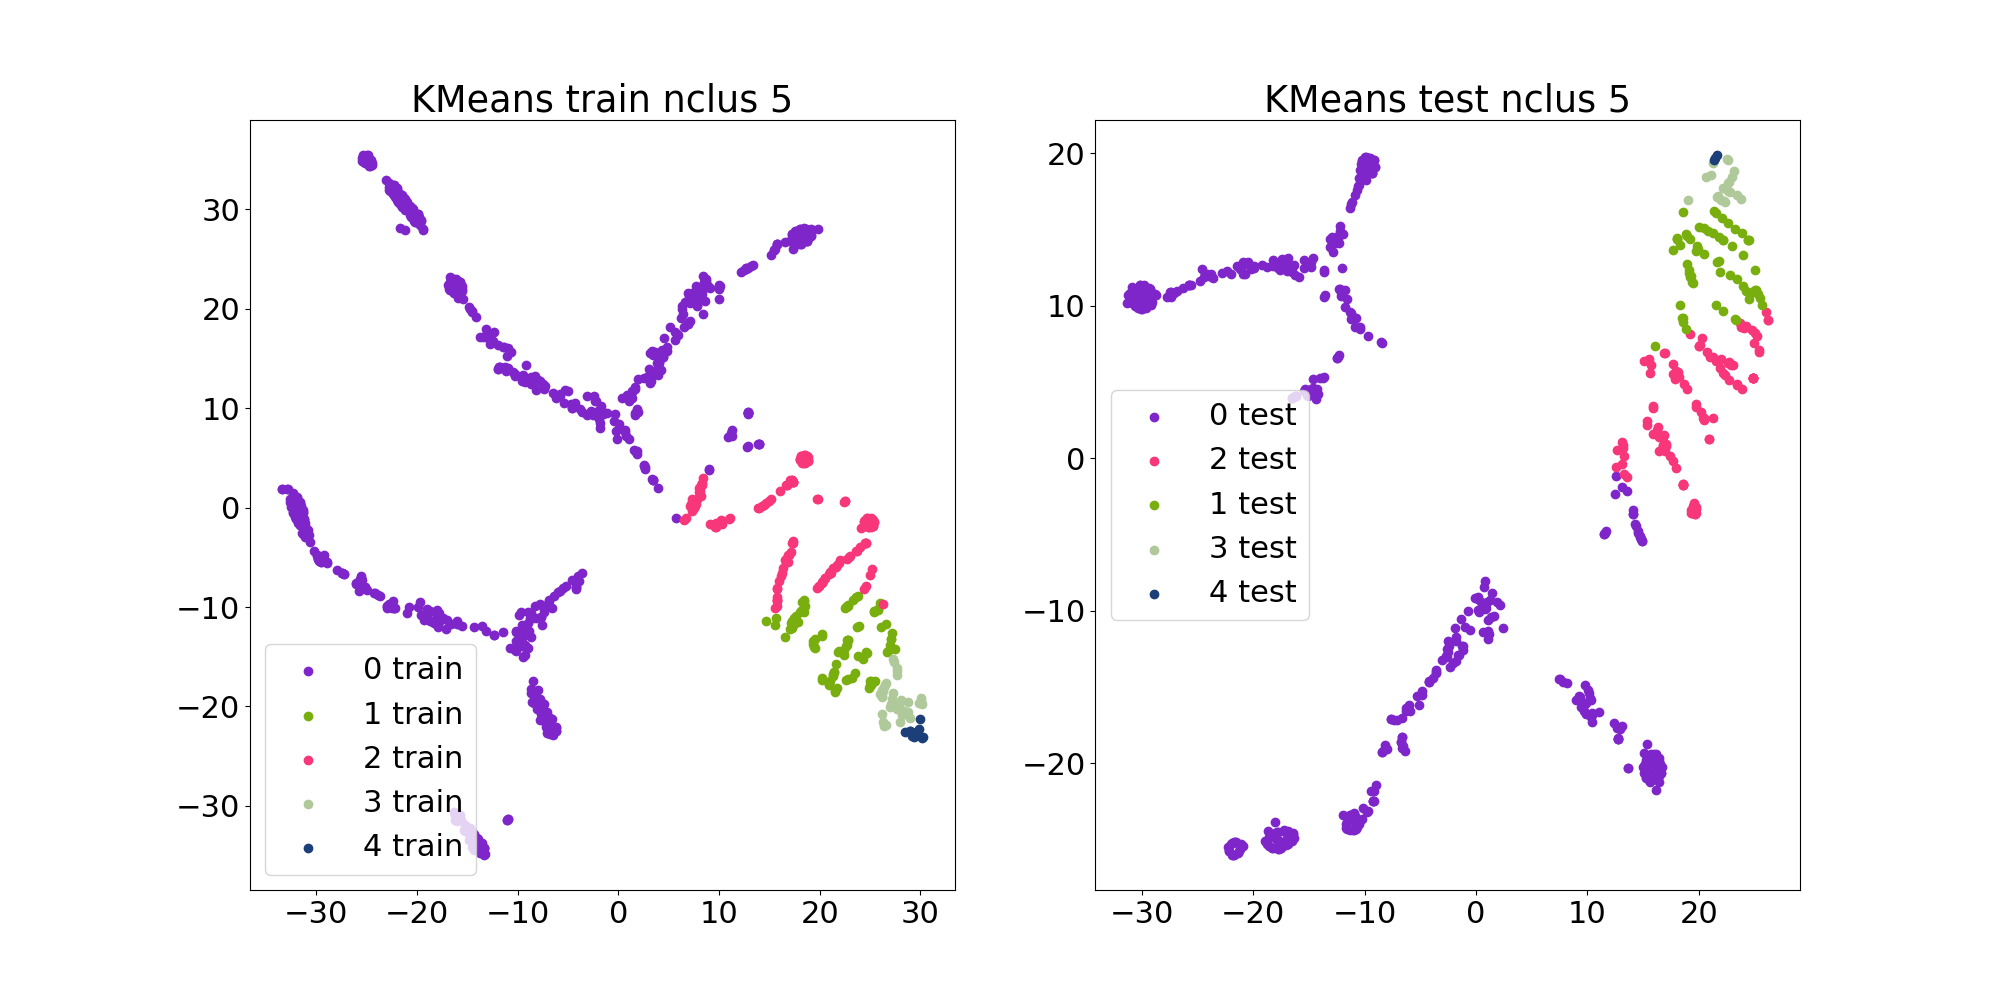 KMeans train nclus 5
30
20
10
0
−10
−20
−30
−30 −20 −10 0 10 20 30
0 train
1 train
2 train
3 train
4 train
KMeans test nclus 5
20
10
0
−10
−20
−30 −20 −10 0 10 20
0 test
2 test
1 test
3 test
4 test